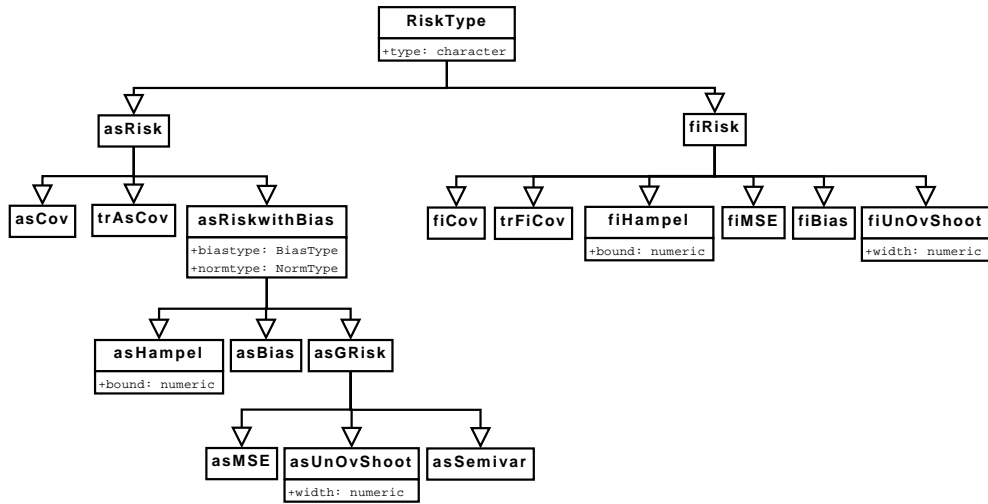 RiskType
+type: character
asRisk
fiRisk
asCov
trAsCov
asRiskwithBias
+biastype: BiasType
+normtype: NormType
fiCov
trFiCov
fiHampel
+bound: numeric
fiMSE
fiBias
fiUnOvShoot
+width: numeric
asHampel
+bound: numeric
asBias
asGRisk
asMSE
asUnOvShoot
+width: numeric
asSemivar